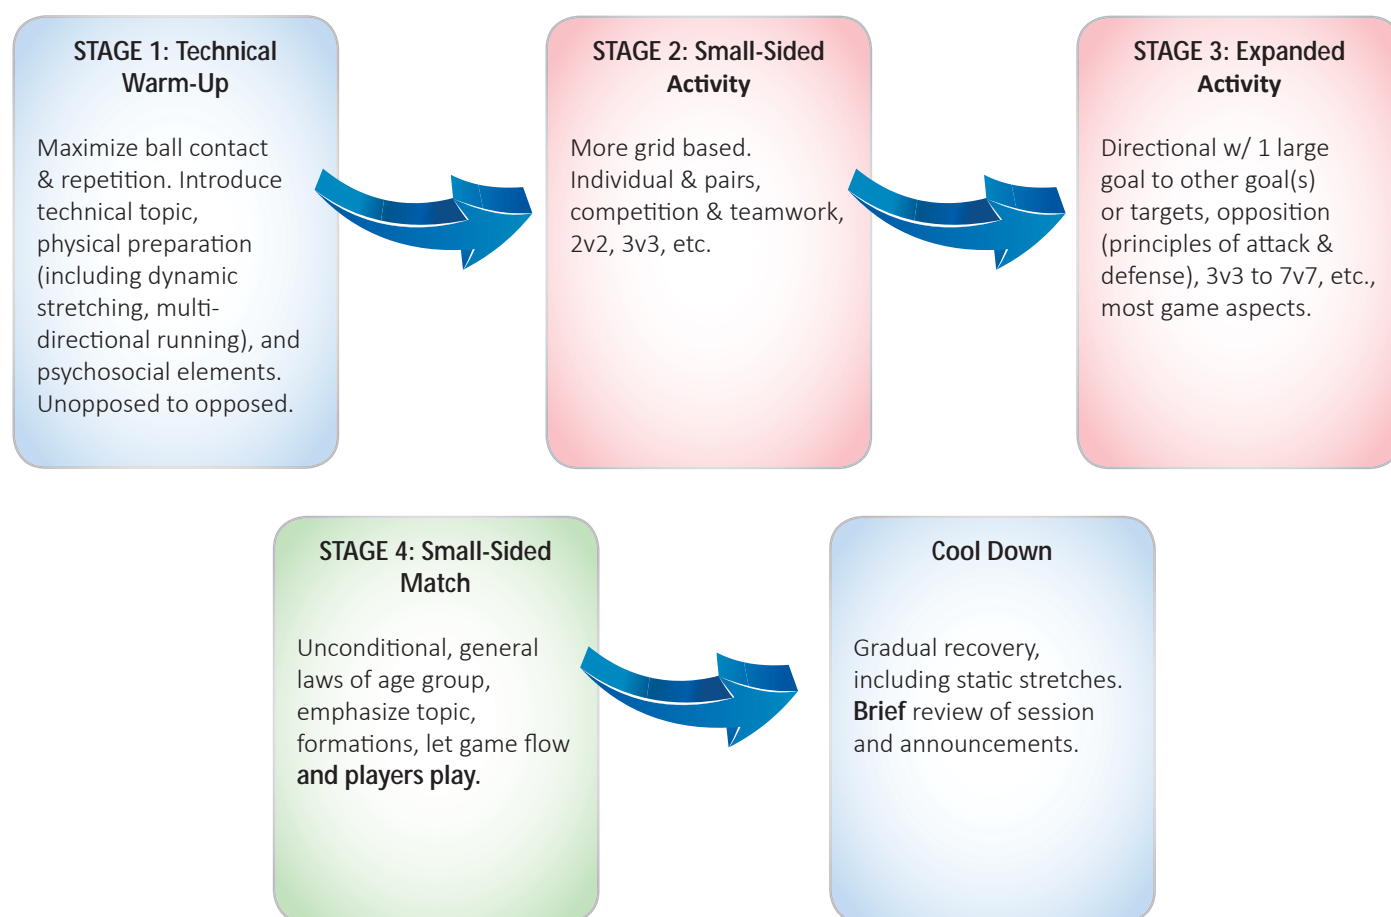 STAGE 1: Technical
Warm-Up
Maximize ball contact
& repetition. Introduce
technical topic,
physical preparation
(including dynamic
stretching, multi-
directional running), and
psychosocial elements.
Unopposed to opposed.
STAGE 2: Small-Sided
Activity
More grid based.
Individual & pairs,
competition & teamwork,
2v2, 3v3, etc.
STAGE 3: Expanded
Activity
Directional w/ 1 large
goal to other goal(s)
or targets, opposition
(principles of attack &
defense), 3v3 to 7v7, etc.,
most game aspects.
STAGE 4: Small-Sided
Match
Unconditional, general
laws of age group,
emphasize topic,
formations, let game flow
and players play.
Cool Down
Gradual recovery,
including static stretches.
Brief review of session
and announcements.